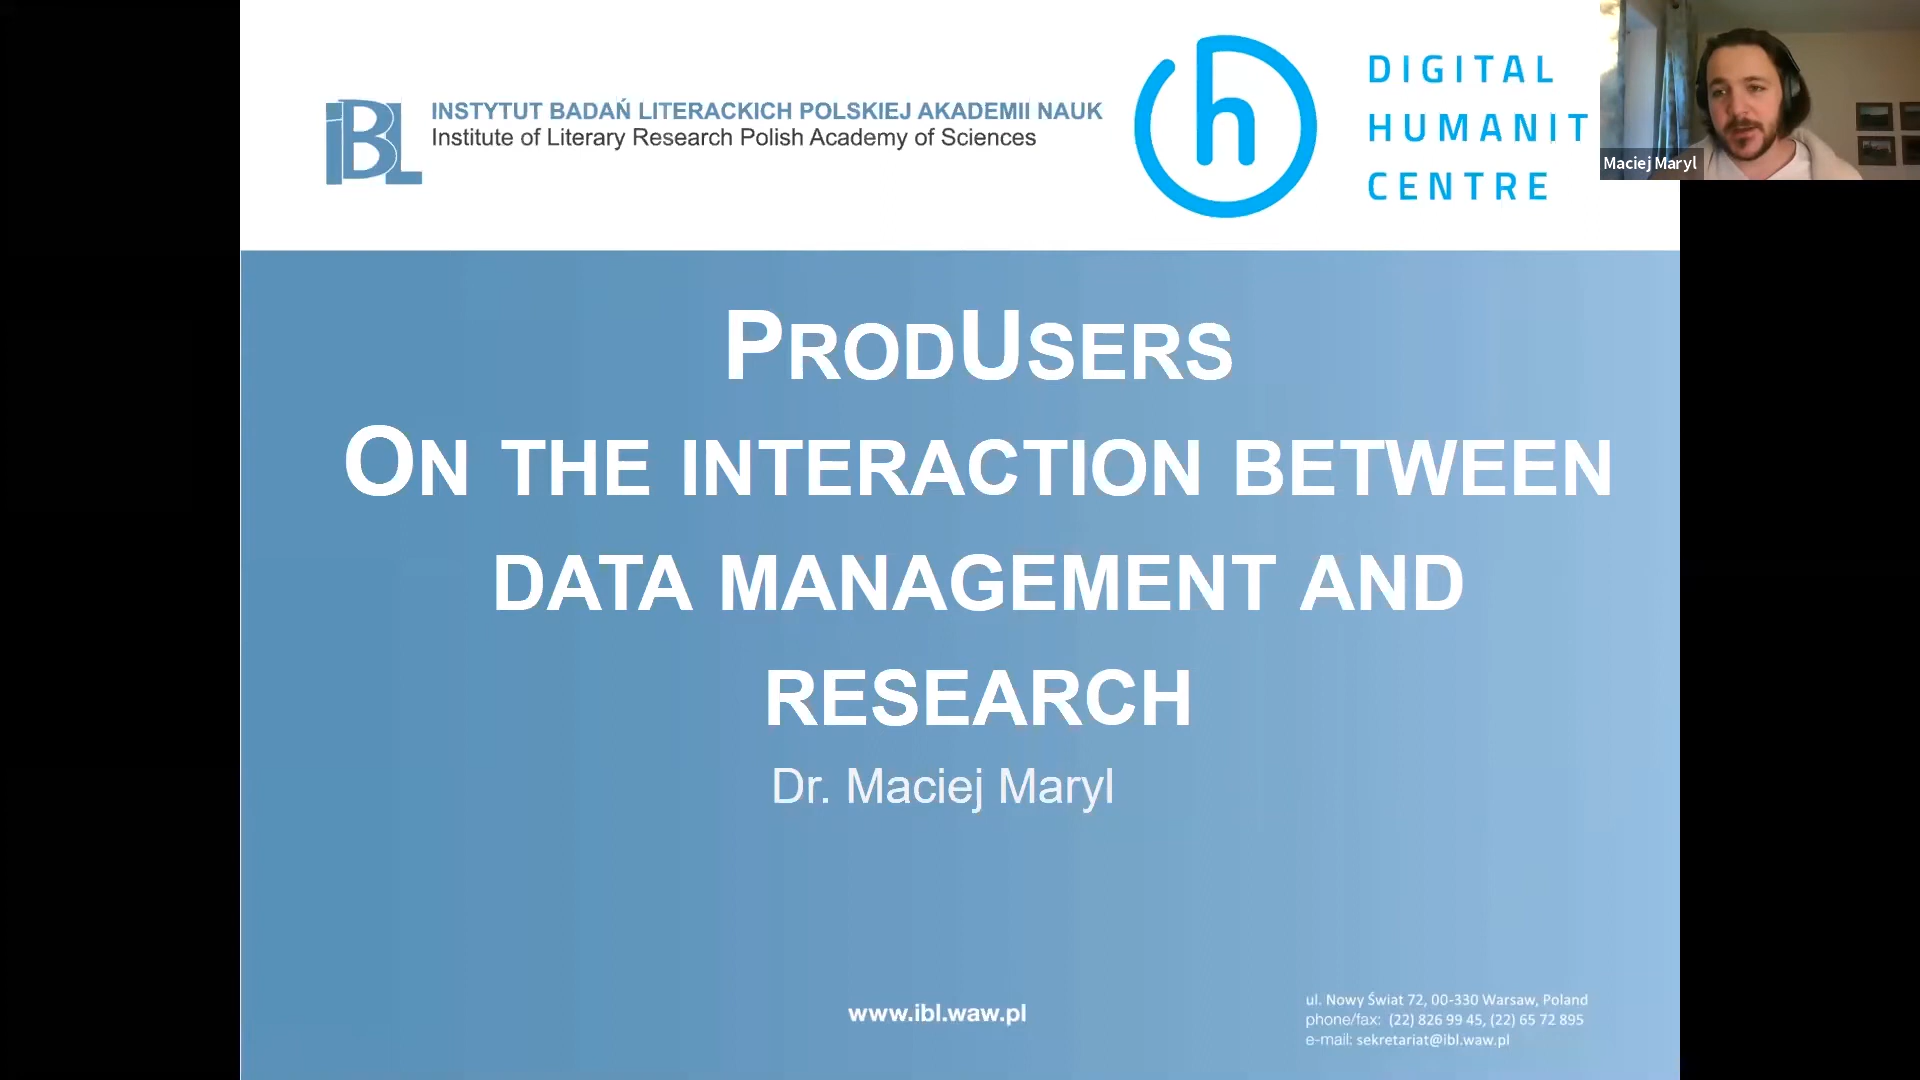 INSTYTUT BADAŃ LITERACKICH POLSKIEJ AKADEMII NAUK
Institute of Literary Research Polish Academy of Sciences
IBL
h
DIGITAL
HUMANIT
CENTRE
Maciej Maryl
PRODUSERS
ON THE INTERACTION BETWEEN
DATA MANAGEMENT AND
RESEARCH
Dr. Maciej Maryl
www.ibl.waw.pl
ul. Nowy Świat 72, 00-330 Warsaw, Poland
phone/fax: (22) 826 99 45, (22) 65 72 895
e-mail: sekretariat@ibl.waw.pl